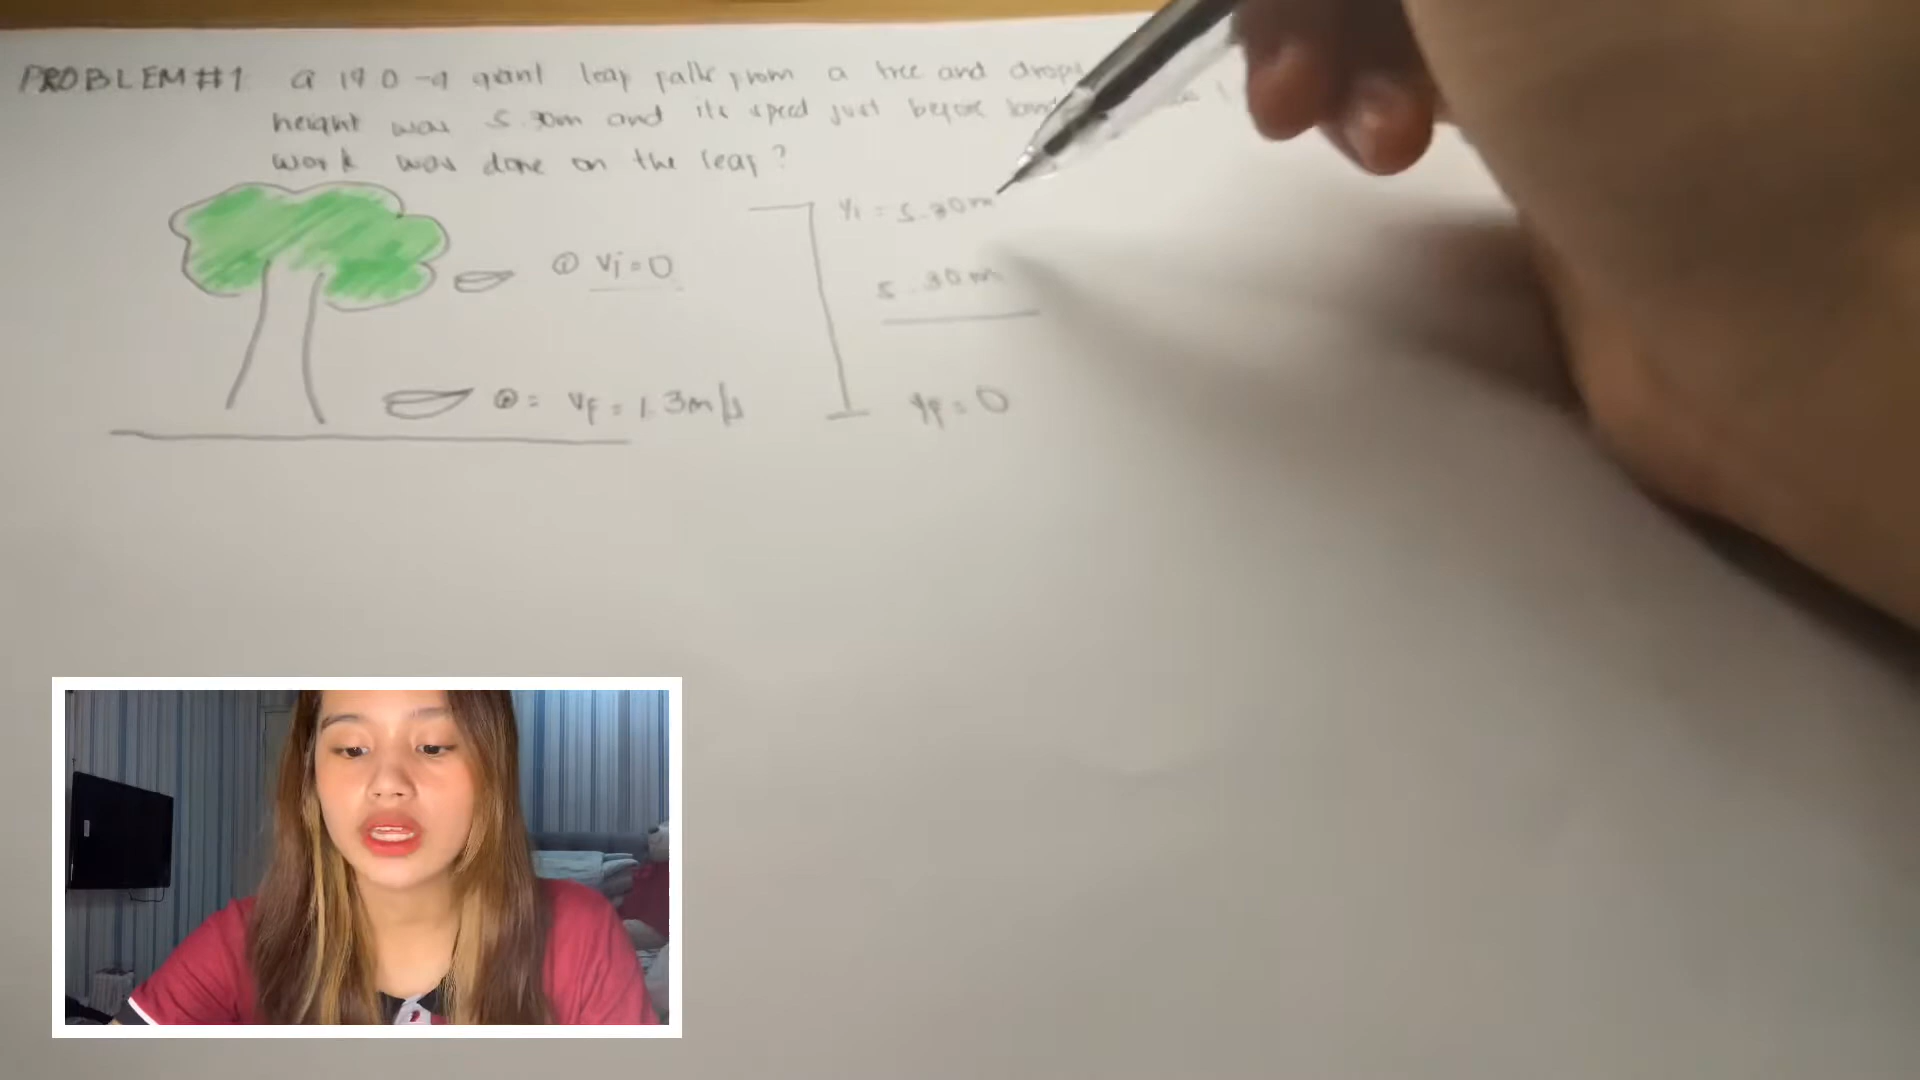 PROBLEM #1 a 190-g giant leaf falls from a tree and drops
height was 5.30m and its speed just before
work was done on the leaf?
yi = 5.30m
① Vi = 0
5.30m
② = Vf = 1.3m/s
yf = 0